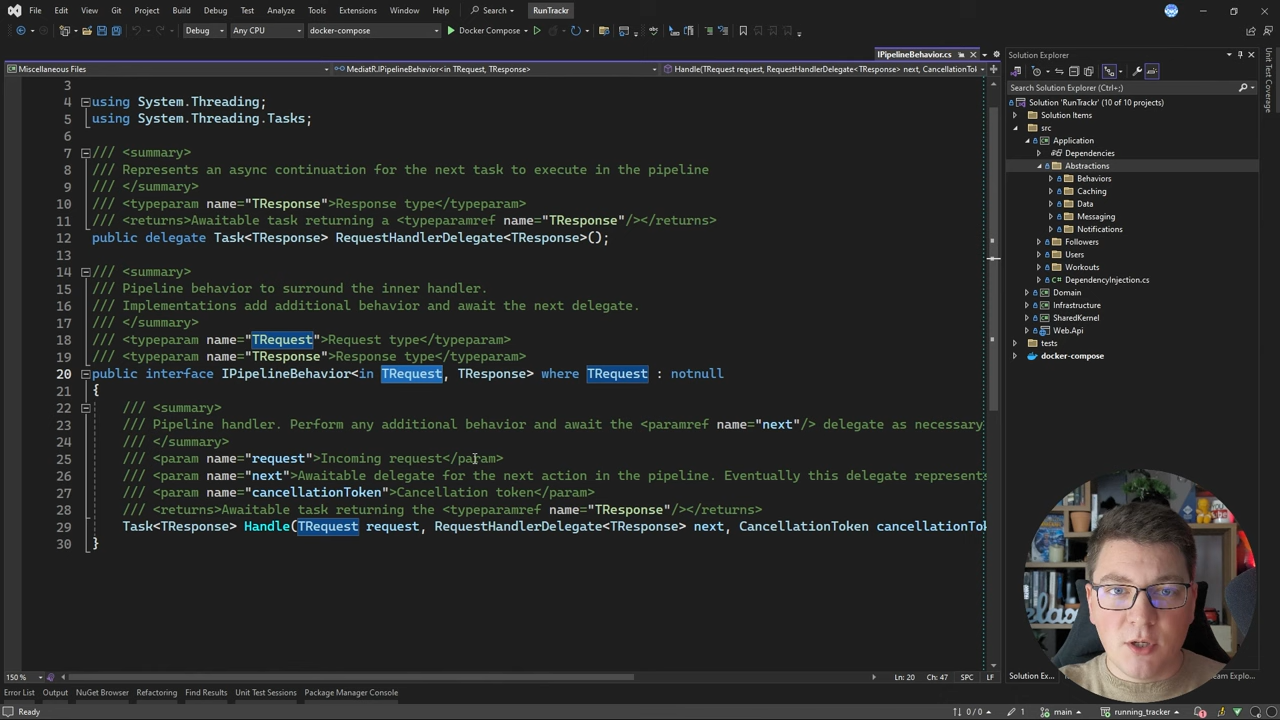 File Edit View Git Project Build Debug Test Analyze Tools Extensions Window Help Search RunTrackr
Debug Any CPU docker-compose Docker Compose
IPipelineBehavior.cs
Miscellaneous Files MediatR.IPipelineBehavior<in TRequest, TResponse> Handle(TRequest request, RequestHandlerDelegate<TResponse> next, CancellationTok
3
4 using System.Threading;
5 using System.Threading.Tasks;
6
7 /// <summary>
8 /// Represents an async continuation for the next task to execute in the pipeline
9 /// </summary>
10 /// <typeparam name="TResponse">Response type</typeparam>
11 /// <returns>Awaitable task returning a <typeparamref name="TResponse"/></returns>
12 public delegate Task<TResponse> RequestHandlerDelegate<TResponse>();
13
14 /// <summary>
15 /// Pipeline behavior to surround the inner handler.
16 /// Implementations add additional behavior and await the next delegate.
17 /// </summary>
18 /// <typeparam name="TRequest">Request type</typeparam>
19 /// <typeparam name="TResponse">Response type</typeparam>
20 public interface IPipelineBehavior<in TRequest, TResponse> where TRequest : notnull
21 {
22 /// <summary>
23 /// Pipeline handler. Perform any additional behavior and await the <paramref name="next"/> delegate as necessary
24 /// </summary>
25 /// <param name="request">Incoming request</param>
26 /// <param name="next">Awaitable delegate for the next action in the pipeline. Eventually this delegate represent
27 /// <param name="cancellationToken">Cancellation token</param>
28 /// <returns>Awaitable task returning the <typeparamref name="TResponse"/></returns>
29 Task<TResponse> Handle(TRequest request, RequestHandlerDelegate<TResponse> next, CancellationToken cancellationTok
30 }
Solution Explorer
Search Solution Explorer (Ctrl+;)
Solution 'RunTrackr' (10 of 10 projects)
Solution Items
src
Application
Dependencies
Abstractions
Behaviors
Caching
Data
Messaging
Notifications
Followers
Users
Workouts
DependencyInjection.cs
Domain
Infrastructure
SharedKernel
Web.Api
tests
docker-compose
Unit Test Coverage
150 % Ln: 20 Ch: 47 SPC LF
Solution Ex... eam Explo...
Error List Output NuGet Browser Refactoring Find Results Unit Test Sessions Package Manager Console
Ready 0 / 0 1 main running_tracker